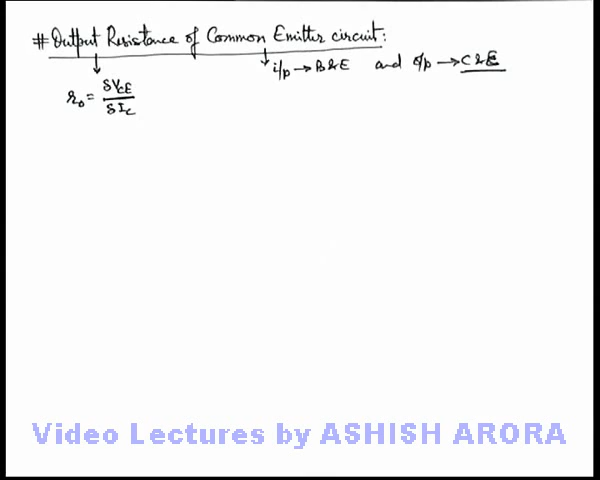 # Output Resistance of Common Emitter circuit:
i/p → B & E and o/p → C & E
r₀ = δV_CE / δI_C
Video Lectures by ASHISH ARORA